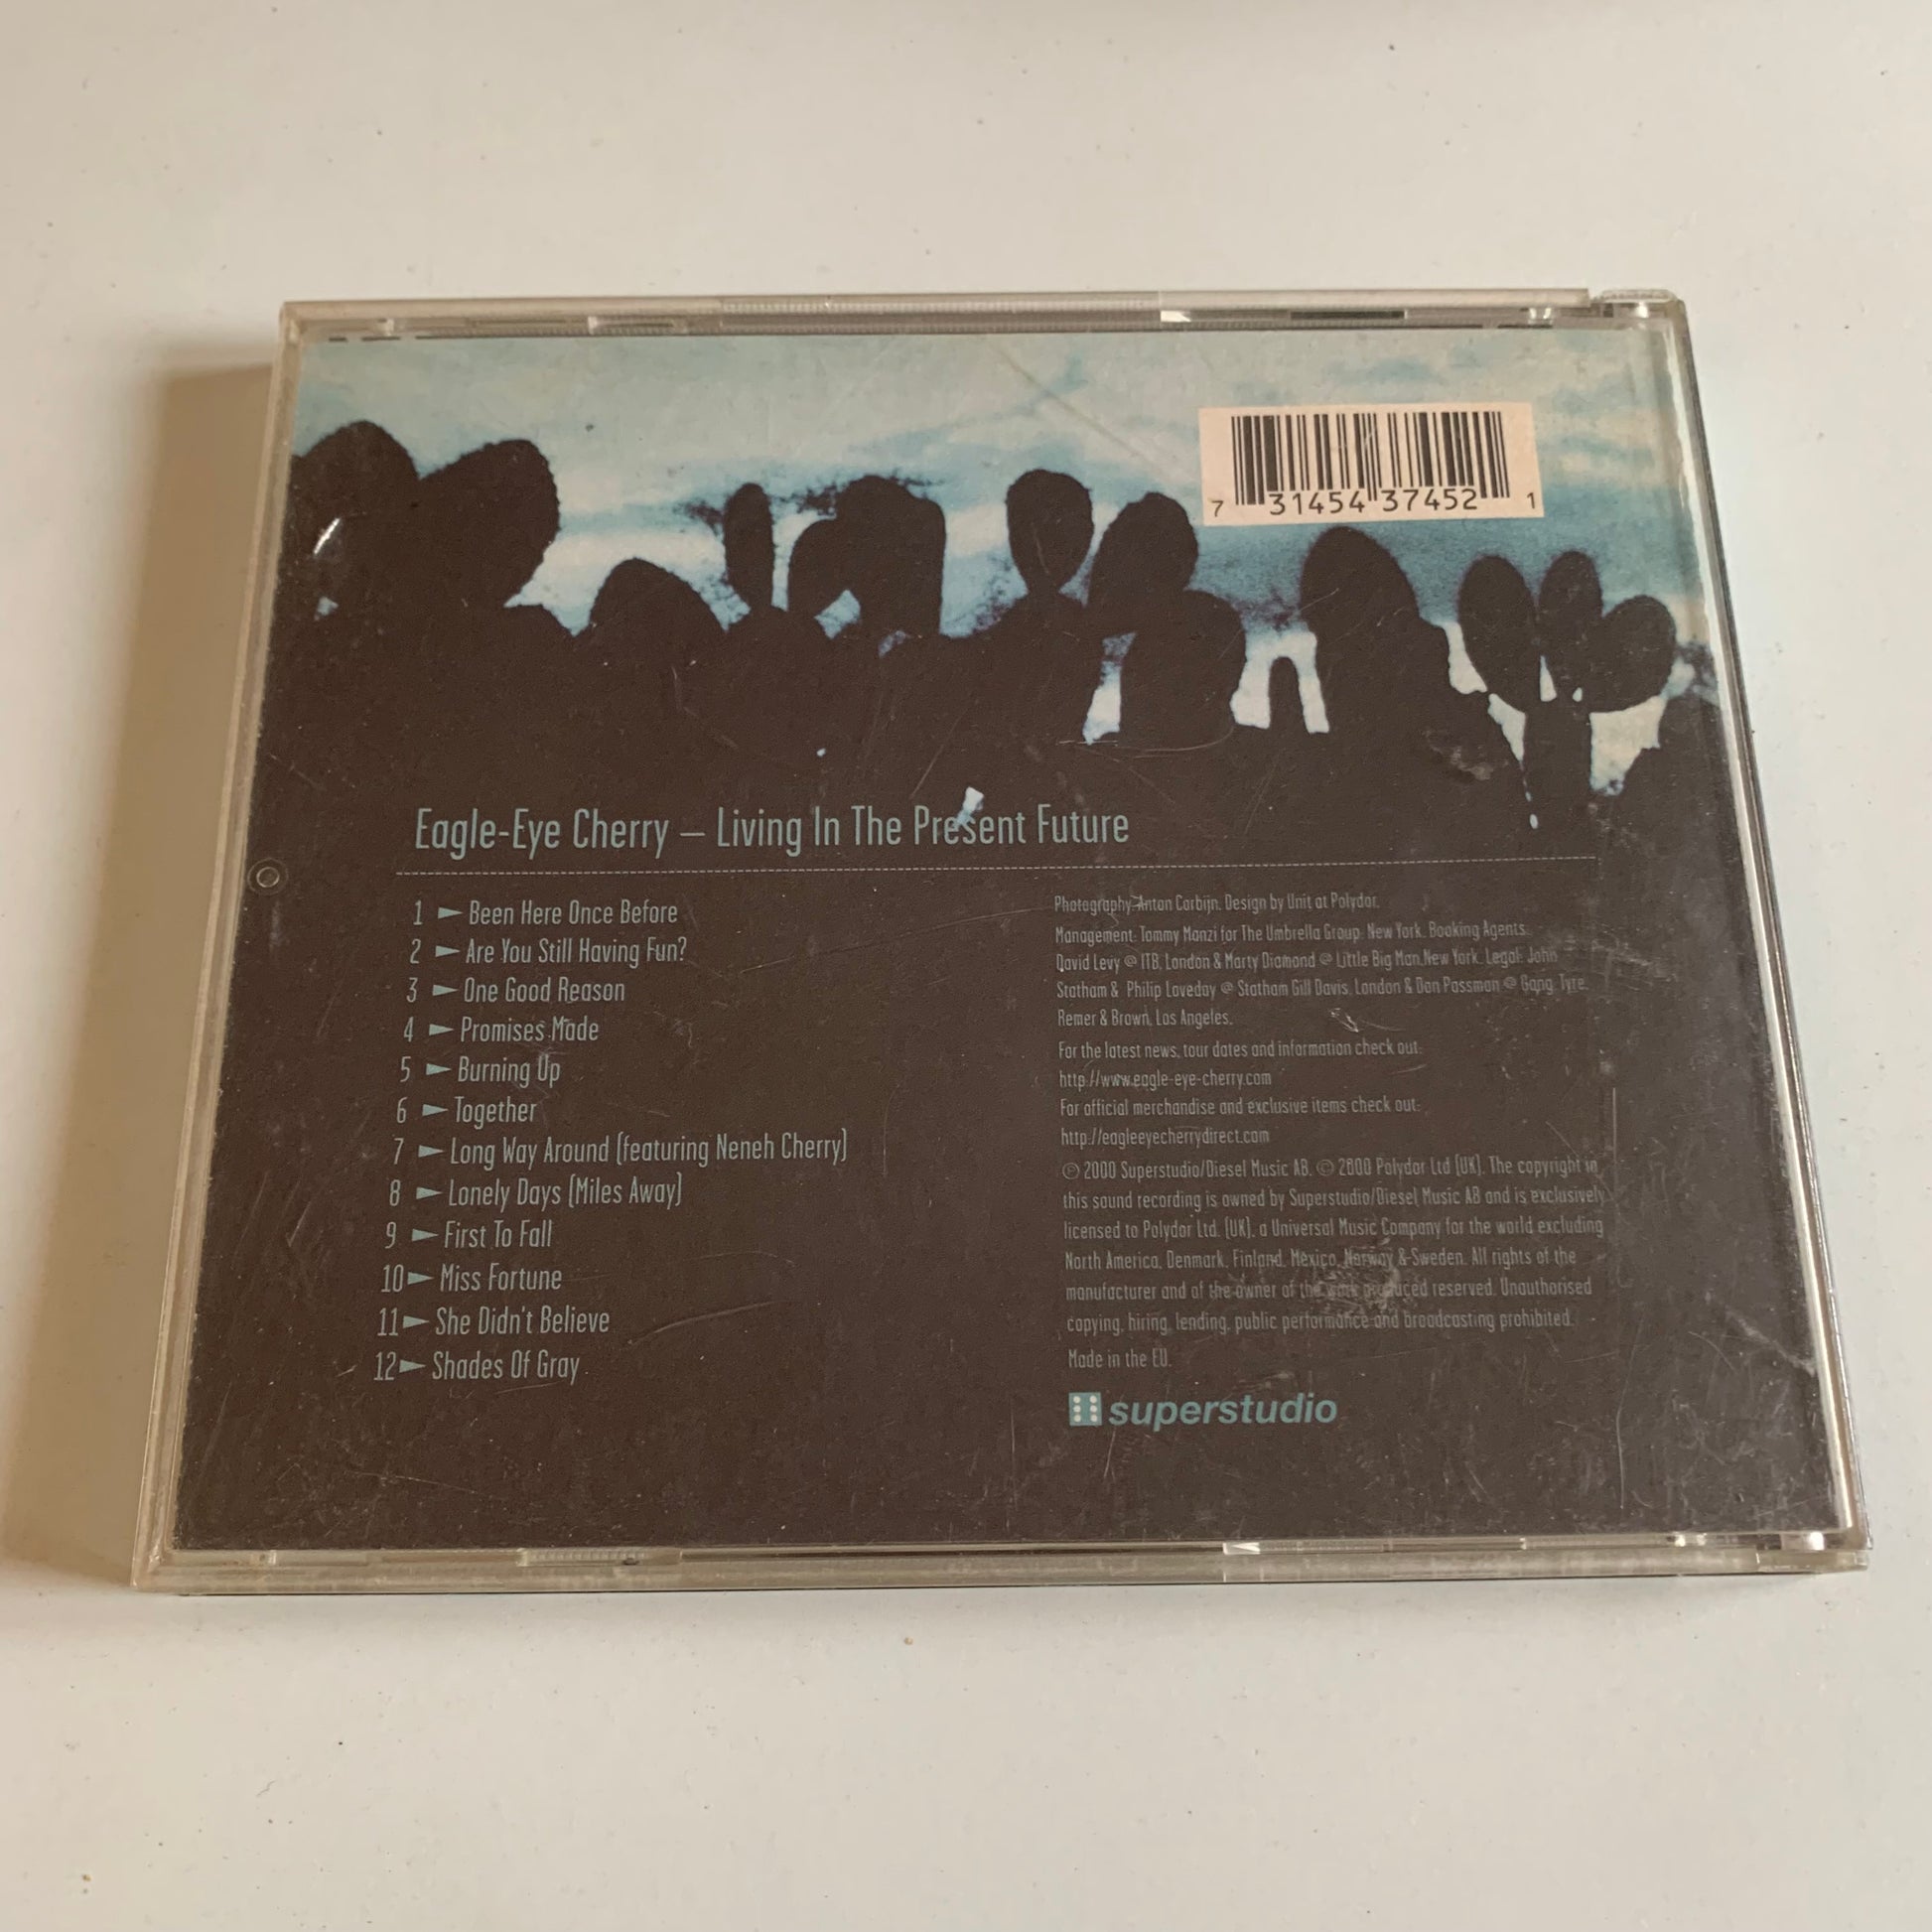 7 31454 37452 1
Eagle-Eye Cherry – Living In The Present Future
1 ► Been Here Once Before
2 ► Are You Still Having Fun?
3 ► One Good Reason
4 ► Promises Made
5 ► Burning Up
6 ► Together
7 ► Long Way Around (featuring Neneh Cherry)
8 ► Lonely Days (Miles Away)
9 ► First To Fall
10 ► Miss Fortune
11 ► She Didn't Believe
12 ► Shades Of Gray
Photography: Anton Corbijn. Design by Unit at Polydor.
Management: Tommy Manzi for The Umbrella Group, New York. Booking Agents:
David Levy @ ITB, London & Marty Diamond @ Little Big Man, New York. Legal: John
Statham & Philip Loveday @ Statham Gill Davis, London & Don Passman @ Gang, Tyre,
Remer & Brown, Los Angeles.
For the latest news, tour dates and information check out:
http://www.eagle-eye-cherry.com
For official merchandise and exclusive items check out:
http://eagleeyecherrydirect.com
℗ 2000 Superstudio/Diesel Music AB. © 2000 Polydor Ltd (UK). The copyright in
this sound recording is owned by Superstudio/Diesel Music AB and is exclusively
licensed to Polydor Ltd. (UK), a Universal Music Company for the world excluding
North America, Denmark, Finland, Mexico, Norway & Sweden. All rights of the
manufacturer and of the owner of the work produced reserved. Unauthorised
copying, hiring, lending, public performance and broadcasting prohibited.
Made in the EU.
superstudio